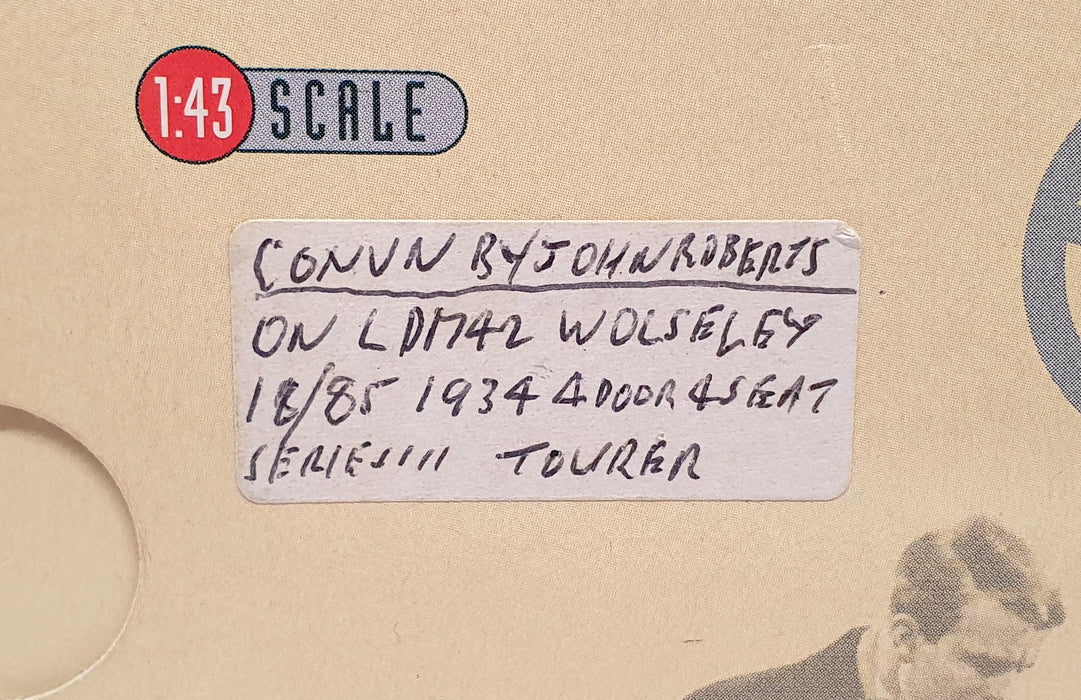 1:43 SCALE
CONVN BY JOHN ROBERTS
ON LDM42 WOLSELEY
18/85 1934 4 DOOR 4 SEAT
SERIES III TOURER